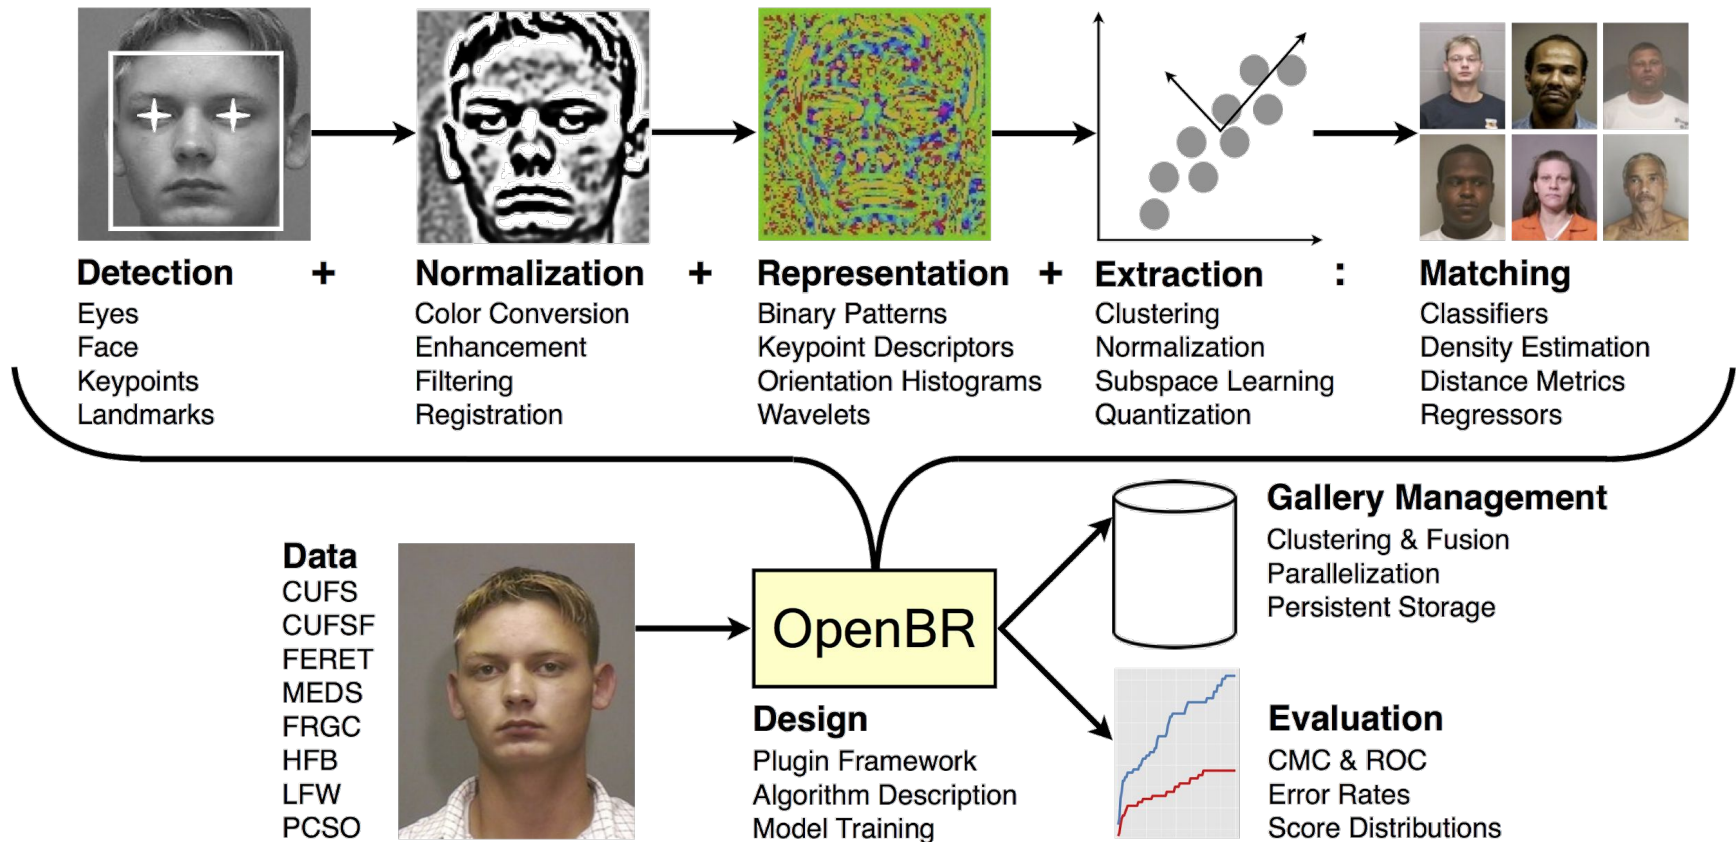 Detection + Normalization + Representation + Extraction : Matching
Eyes
Face
Keypoints
Landmarks
Color Conversion
Enhancement
Filtering
Registration
Binary Patterns
Keypoint Descriptors
Orientation Histograms
Wavelets
Clustering
Normalization
Subspace Learning
Quantization
Classifiers
Density Estimation
Distance Metrics
Regressors
Data
CUFS
CUFSF
FERET
MEDS
FRGC
HFB
LFW
PCSO
OpenBR
Design
Plugin Framework
Algorithm Description
Model Training
Gallery Management
Clustering & Fusion
Parallelization
Persistent Storage
Evaluation
CMC & ROC
Error Rates
Score Distributions